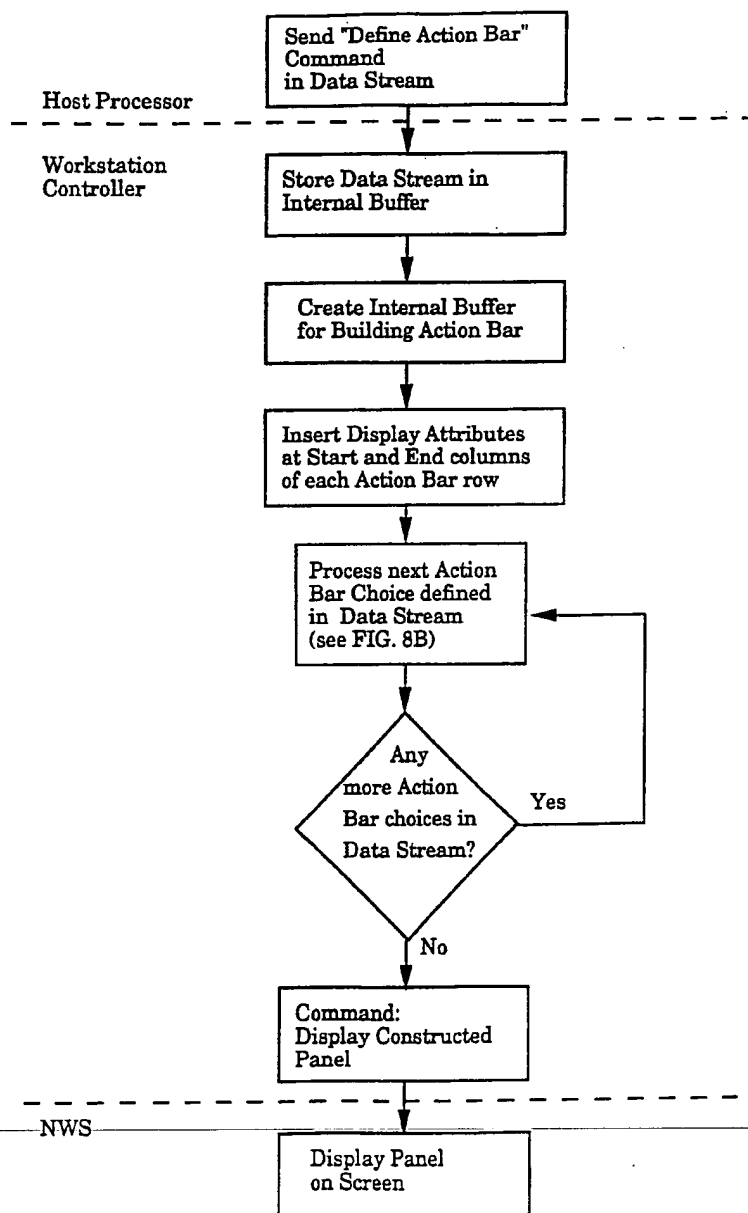 Send "Define Action Bar"
Command
in Data Stream
Host Processor
Workstation
Controller
Store Data Stream in
Internal Buffer
Create Internal Buffer
for Building Action Bar
Insert Display Attributes
at Start and End columns
of each Action Bar row
Process next Action
Bar Choice defined
in Data Stream
(see FIG. 8B)
Any
more Action
Bar choices in
Data Stream?
Yes
No
Command:
Display Constructed
Panel
NWS
Display Panel
on Screen